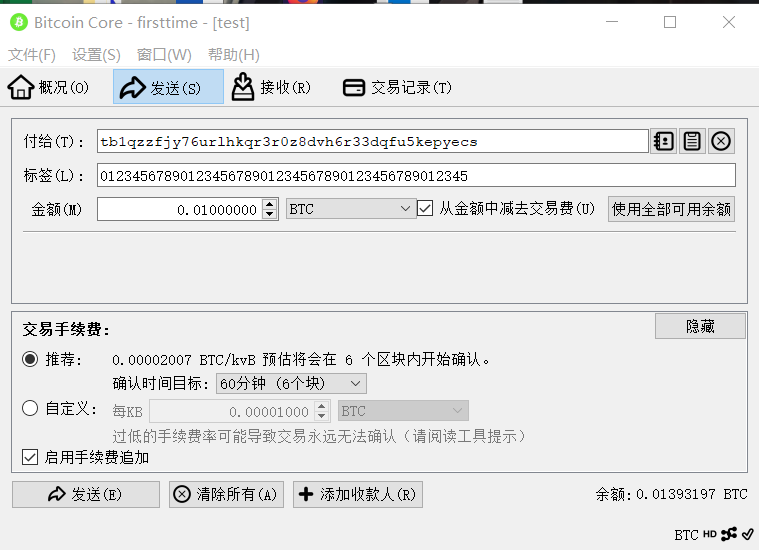 Bitcoin Core - firsttime - [test]
文件(F) 设置(S) 窗口(W) 帮助(H)
概况(O) 发送(S) 接收(R) 交易记录(T)
付给(T): tb1qzzfjy76urlhkqr3r0z8dvh6r33dqfu5kepyecs
标签(L): 0123456789012345678901234567890123456789012345
金额(M) 0.01000000 BTC 从金额中减去交易费(U) 使用全部可用余额
交易手续费: 隐藏
推荐: 0.00002007 BTC/kvB 预估将会在 6 个区块内开始确认。
确认时间目标: 60分钟 (6个块)
自定义: 每KB 0.00001000 BTC
过低的手续费率可能导致交易永远无法确认（请阅读工具提示）
启用手续费追加
发送(E) 清除所有(A) 添加收款人(R) 余额: 0.01393197 BTC
BTC HD